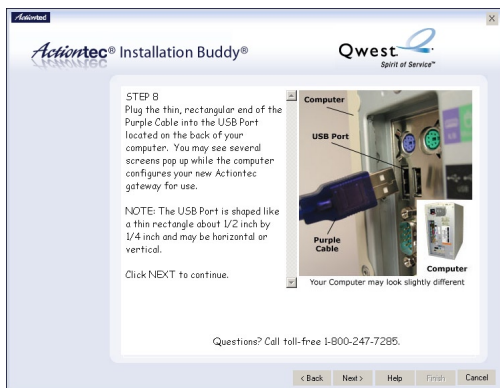 Actiontec
Actiontec® Installation Buddy®
Qwest.
Spirit of Service™
STEP 8
Plug the thin, rectangular end of the
Purple Cable into the USB Port
located on the back of your
computer. You may see several
screens pop up while the computer
configures your new Actiontec
gateway for use.
NOTE: The USB Port is shaped like
a thin rectangle about 1/2 inch by
1/4 inch and may be horizontal or
vertical.
Click NEXT to continue.
Computer
USB Port
Purple
Cable
Computer
Your Computer may look slightly different
Questions? Call toll-free 1-800-247-7285.
< Back
Next >
Help
Finish
Cancel